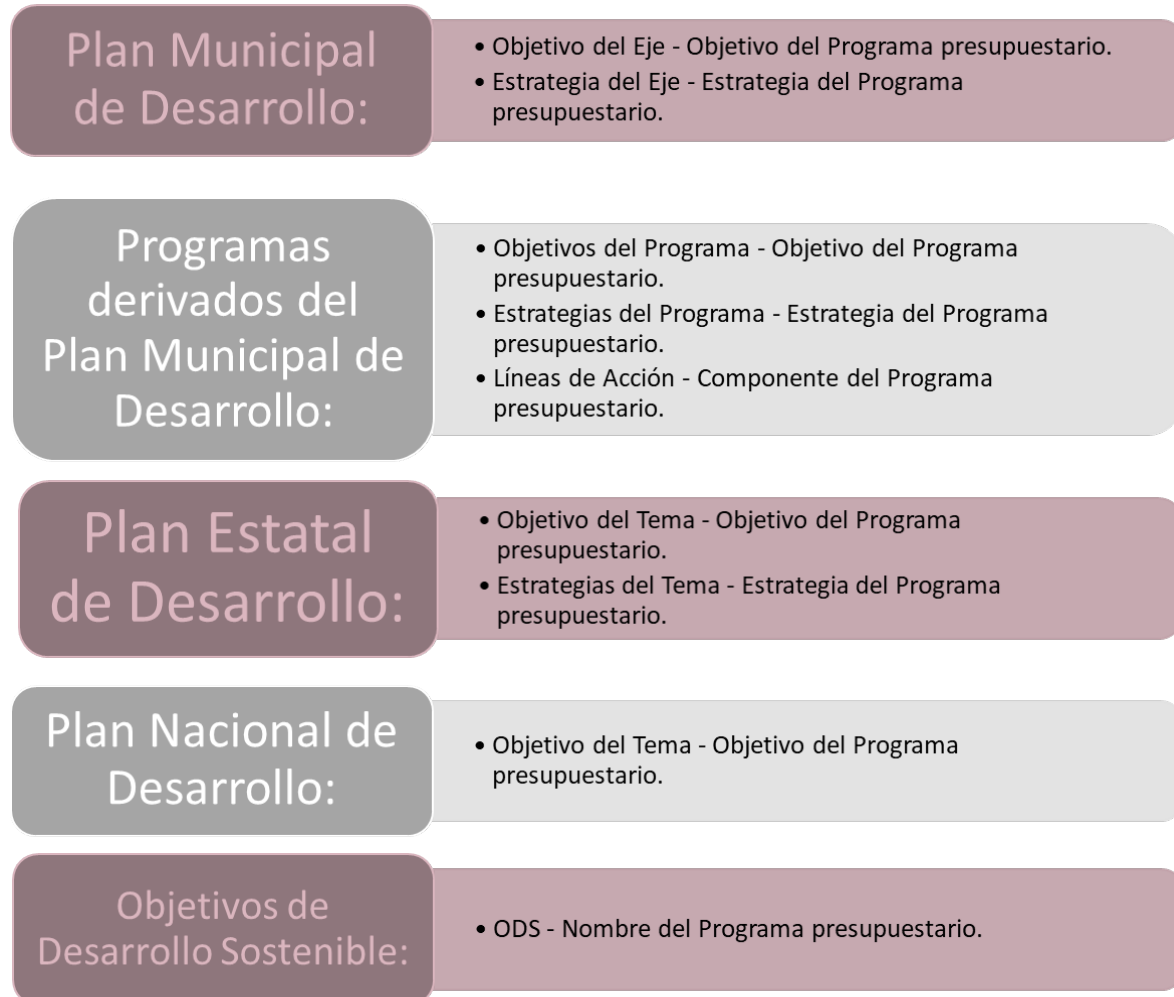 Plan Municipal
de Desarrollo:
• Objetivo del Eje - Objetivo del Programa presupuestario.
• Estrategia del Eje - Estrategia del Programa
presupuestario.
Programas
derivados del
Plan Municipal de
Desarrollo:
• Objetivos del Programa - Objetivo del Programa
presupuestario.
• Estrategias del Programa - Estrategia del Programa
presupuestario.
• Líneas de Acción - Componente del Programa
presupuestario.
Plan Estatal
de Desarrollo:
• Objetivo del Tema - Objetivo del Programa
presupuestario.
• Estrategias del Tema - Estrategia del Programa
presupuestario.
Plan Nacional de
Desarrollo:
• Objetivo del Tema - Objetivo del Programa
presupuestario.
Objetivos de
Desarrollo Sostenible:
• ODS - Nombre del Programa presupuestario.